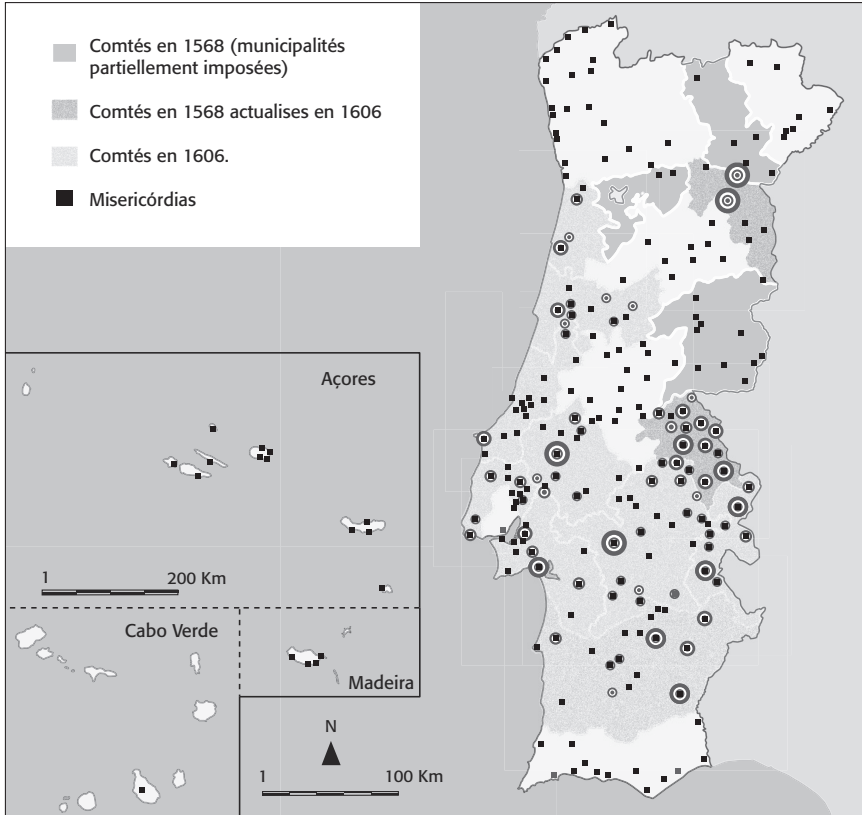 Comtés en 1568 (municipalités
partiellement imposées)
Comtés en 1568 actualises en 1606
Comtés en 1606.
Misericórdias
Açores
1 200 Km
Cabo Verde
Madeira
N
1 100 Km